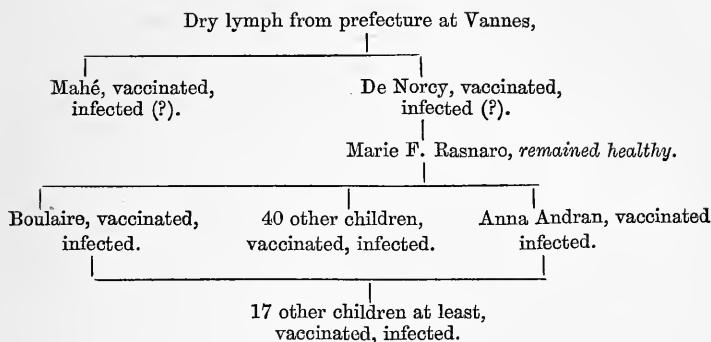 Dry lymph from prefecture at Vannes,
Mahé, vaccinated, De Norcy, vaccinated,
infected (?). infected (?).
Marie F. Rasnaro, remained healthy.
Boulaire, vaccinated, 40 other children, Anna Andran, vaccinated
infected. vaccinated, infected. infected.
17 other children at least,
vaccinated, infected.